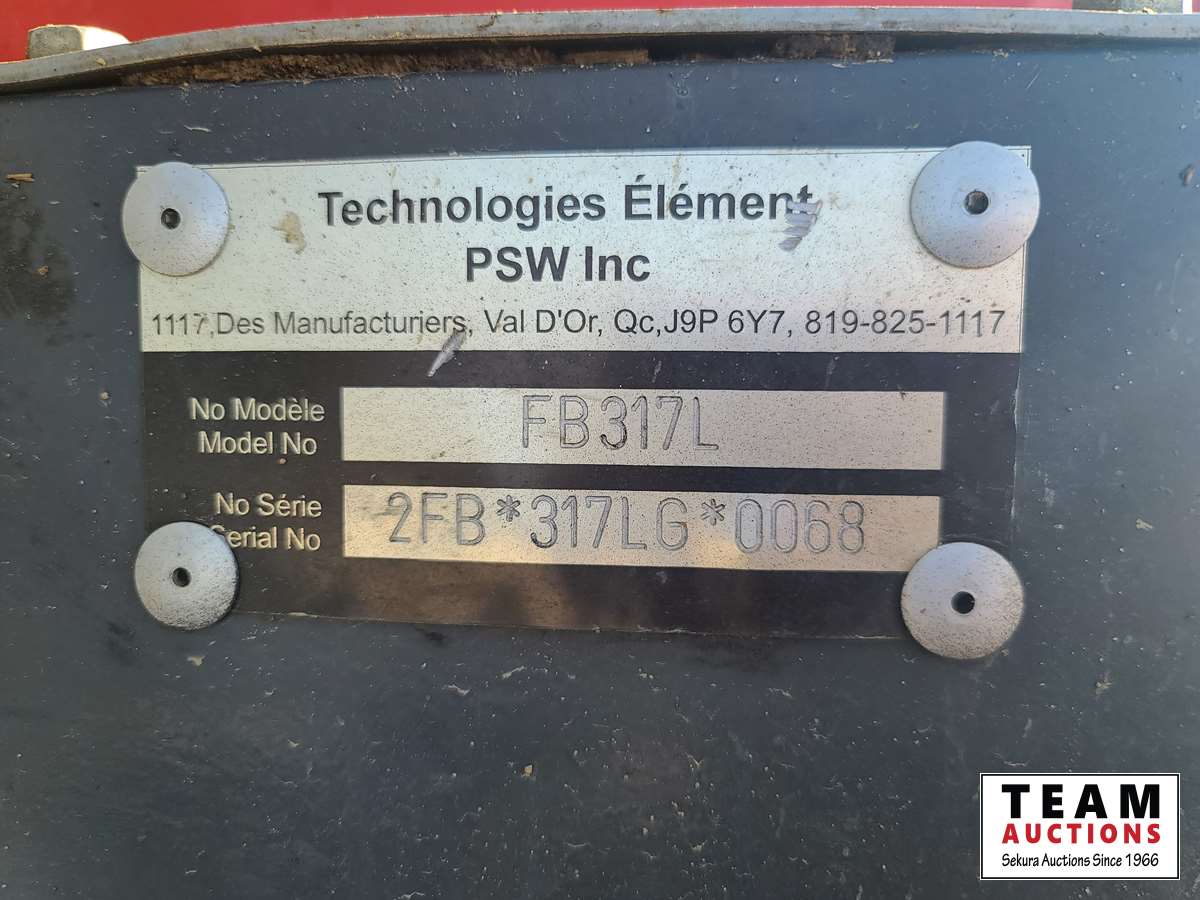 Technologies Élément
PSW Inc
1117,Des Manufacturiers, Val D'Or, Qc,J9P 6Y7, 819-825-1117
No Modèle
Model No
FB317L
No Série
Serial No
2FB*317LG*0068
TEAM
AUCTIONS
Sekura Auctions Since 1966